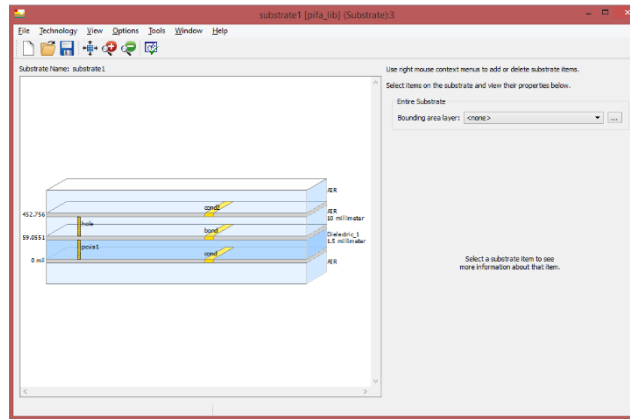 substrate1 [pifa_lib] (Substrate):3
File Technology View Options Tools Window Help
Substrate Name: substrate1
Use right mouse context menus to add or delete substrate items.
Select items on the substrate and view their properties below.
Entire Substrate
Bounding area layer: <none>
...
AIR
cond2
452.756
AIR
10 millimeter
hole
bond
59.0551
Dielectric_1
1.5 millimeter
pcvia1
cond
0 mil
AIR
Select a substrate item to see
more information about that item.